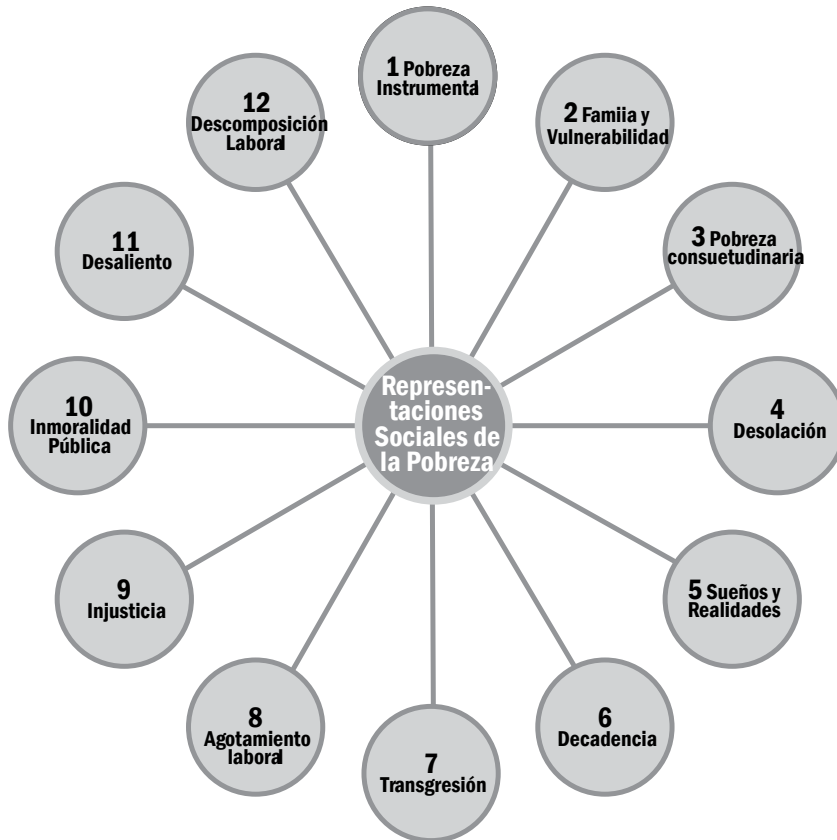 1 Pobreza
Instrumental
2 Famiia y
Vulnerabilidad
3 Pobreza
consuetudinaria
4
Desolación
5 Sueños y
Realidades
6
Decadencia
7
Transgresión
8
Agotamiento
laboral
9
Injusticia
10
Inmoralidad
Pública
11
Desaliento
12
Descomposición
Laboral
Represen-
taciones
Sociales de
la Pobreza